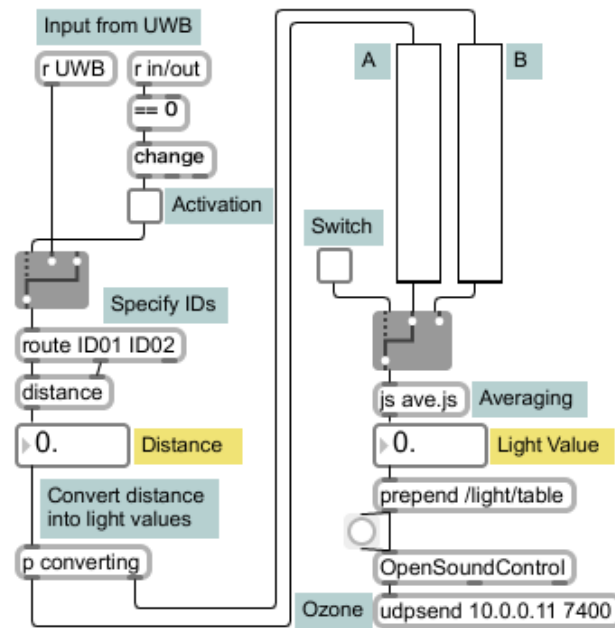 Input from UWB
r UWB
r in/out
== 0
change
Activation
Specify IDs
route ID01 ID02
distance
0.
Distance
Convert distance
into light values
p converting
A
B
Switch
js ave.js
Averaging
0.
Light Value
prepend /light/table
OpenSoundControl
Ozone
udpsend 10.0.0.11 7400